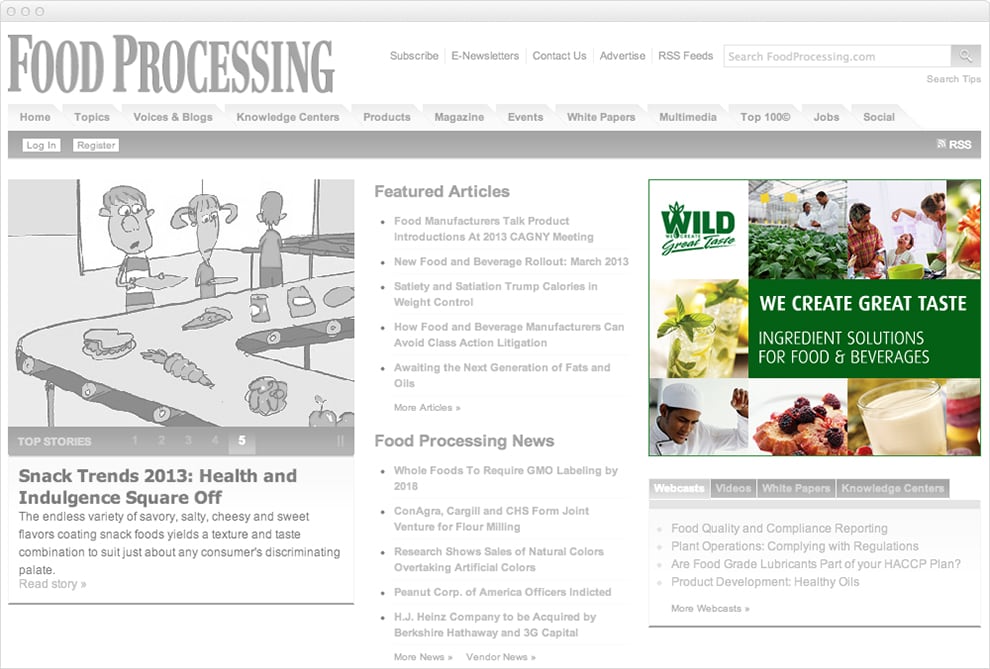 FOOD PROCESSING
Subscribe
E-Newsletters
Contact Us
Advertise
RSS Feeds
Search FoodProcessing.com
Search Tips
Home
Topics
Voices & Blogs
Knowledge Centers
Products
Magazine
Events
White Papers
Multimedia
Top 100©
Jobs
Social
Log In
Register
RSS
TOP STORIES
1 2 3 4 5
Snack Trends 2013: Health and
Indulgence Square Off
The endless variety of savory, salty, cheesy and sweet
flavors coating snack foods yields a texture and taste
combination to suit just about any consumer's discriminating
palate.
Read story »
Featured Articles
Food Manufacturers Talk Product
Introductions At 2013 CAGNY Meeting
New Food and Beverage Rollout: March 2013
Satiety and Satiation Trump Calories in
Weight Control
How Food and Beverage Manufacturers Can
Avoid Class Action Litigation
Awaiting the Next Generation of Fats and
Oils
More Articles »
Food Processing News
Whole Foods To Require GMO Labeling by
2018
ConAgra, Cargill and CHS Form Joint
Venture for Flour Milling
Research Shows Sales of Natural Colors
Overtaking Artificial Colors
Peanut Corp. of America Officers Indicted
H.J. Heinz Company to be Acquired by
Berkshire Hathaway and 3G Capital
More News »
Vendor News »
WILD
WE CREATE
Great Taste
WE CREATE GREAT TASTE
INGREDIENT SOLUTIONS
FOR FOOD & BEVERAGES
Webcasts
Videos
White Papers
Knowledge Centers
Food Quality and Compliance Reporting
Plant Operations: Complying with Regulations
Are Food Grade Lubricants Part of your HACCP Plan?
Product Development: Healthy Oils
More Webcasts »